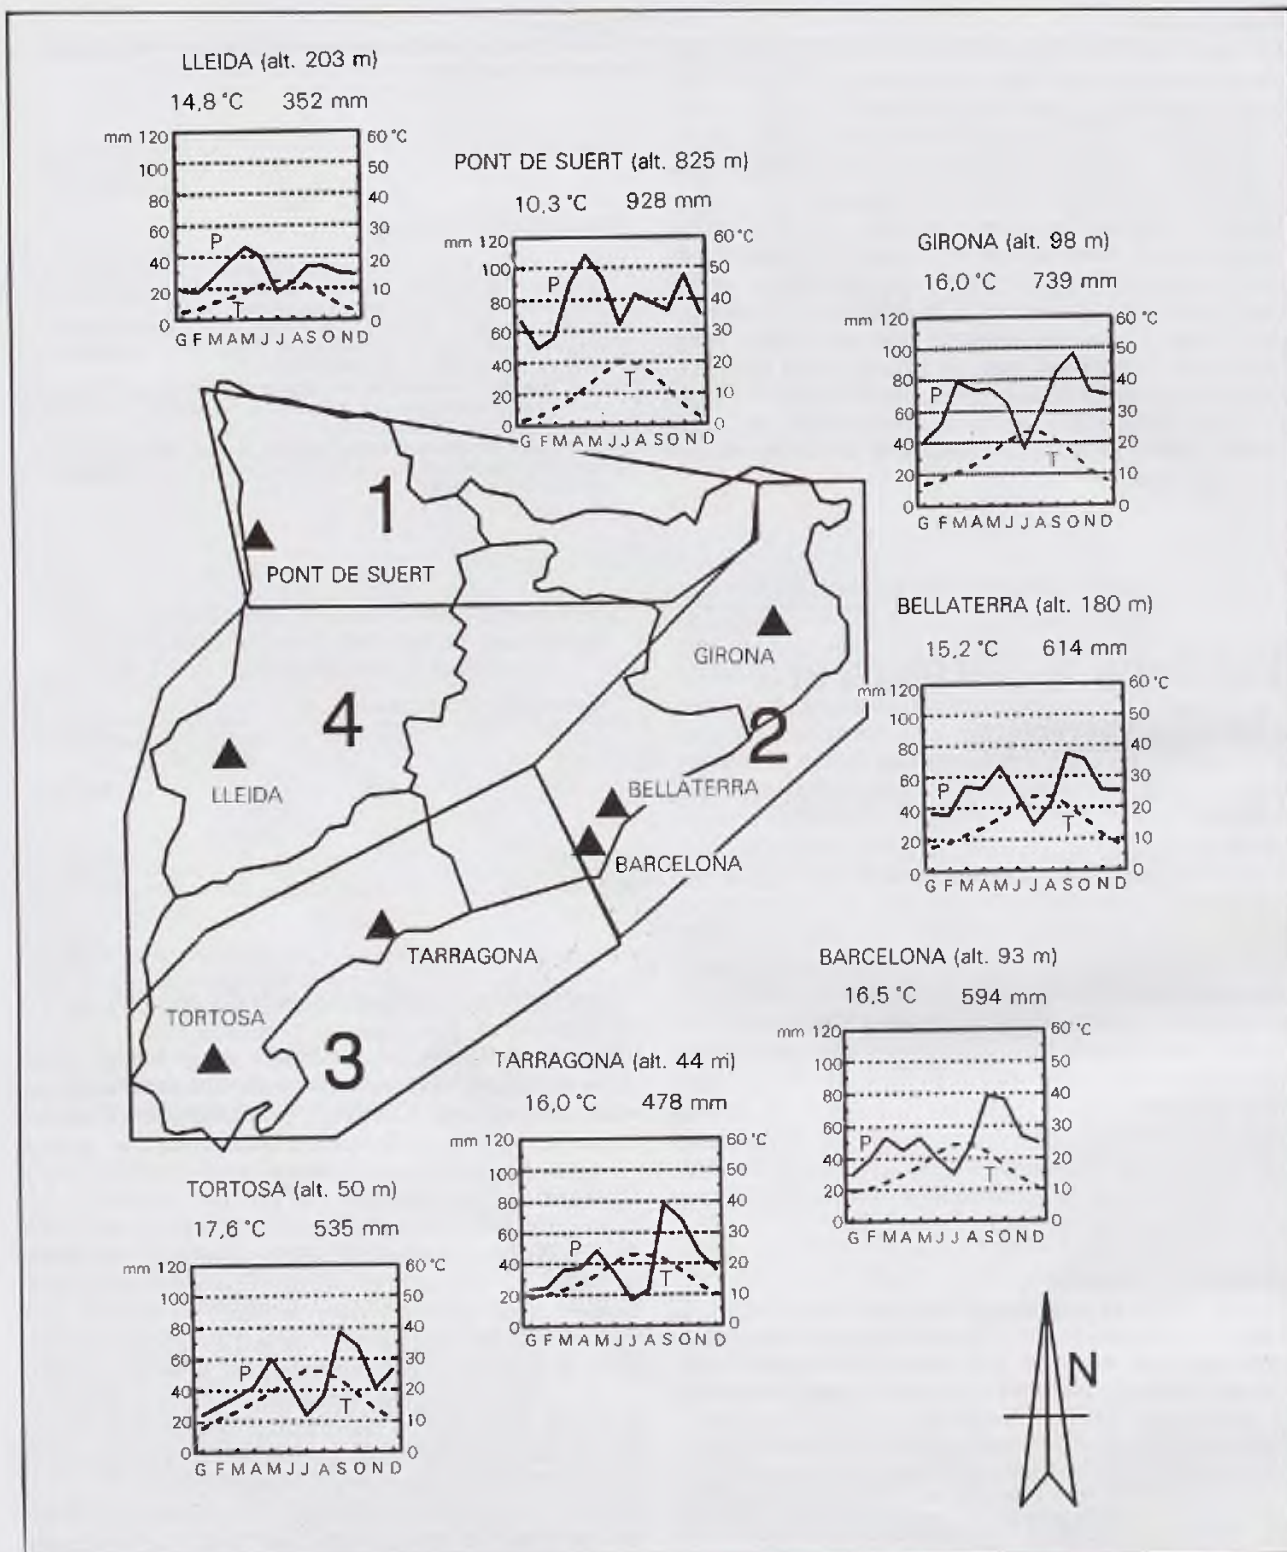 LLEIDA (alt. 203 m)
14,8 °C 352 mm
mm 120 60 °C
100 50
80 40
60 30
40 20
20 10
0 0
P
T
G F M A M J J A S O N D
PONT DE SUERT (alt. 825 m)
10,3 °C 928 mm
mm 120 60 °C
100 50
80 40
60 30
40 20
20 10
0 0
P
T
G F M A M J J A S O N D
GIRONA (alt. 98 m)
16,0 °C 739 mm
mm 120 60 °C
100 50
80 40
60 30
40 20
20 10
0 0
P
T
G F M A M J J A S O N D
1
PONT DE SUERT
GIRONA
4
2
LLEIDA
BELLATERRA
BARCELONA
TARRAGONA
TORTOSA
3
BELLATERRA (alt. 180 m)
15,2 °C 614 mm
mm 120 60 °C
100 50
80 40
60 30
40 20
20 10
0 0
P
T
G F M A M J J A S O N D
BARCELONA (alt. 93 m)
16,5 °C 594 mm
mm 120 60 °C
100 50
80 40
60 30
40 20
20 10
0 0
P
T
G F M A M J J A S O N D
TARRAGONA (alt. 44 m)
16,0 °C 478 mm
mm 120 60 °C
100 50
80 40
60 30
40 20
20 10
0 0
P
T
G F M A M J J A S O N D
TORTOSA (alt. 50 m)
17,6 °C 535 mm
mm 120 60 °C
100 50
80 40
60 30
40 20
20 10
0 0
P
T
G F M A M J J A S O N D
N